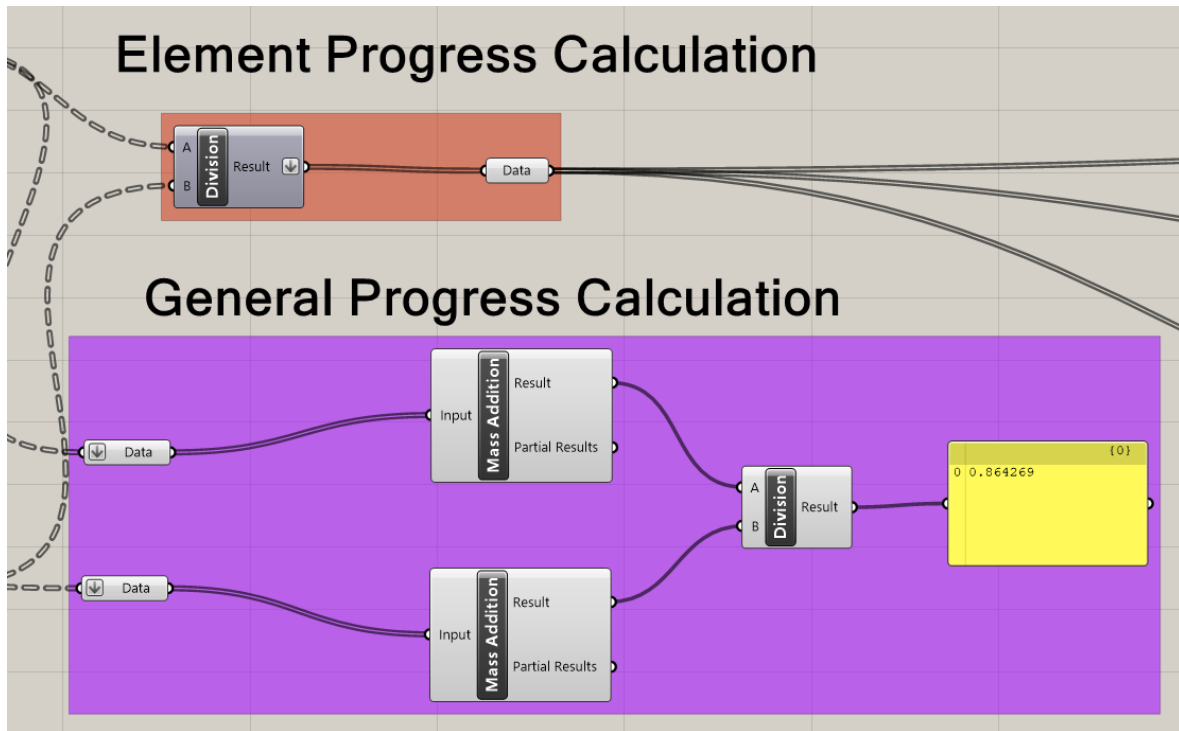 Element Progress Calculation
A
B
Division
Result
Data
General Progress Calculation
Data
Input
Mass Addition
Result
Partial Results
A
B
Division
Result
{0}
0 0.864269
Data
Input
Mass Addition
Result
Partial Results